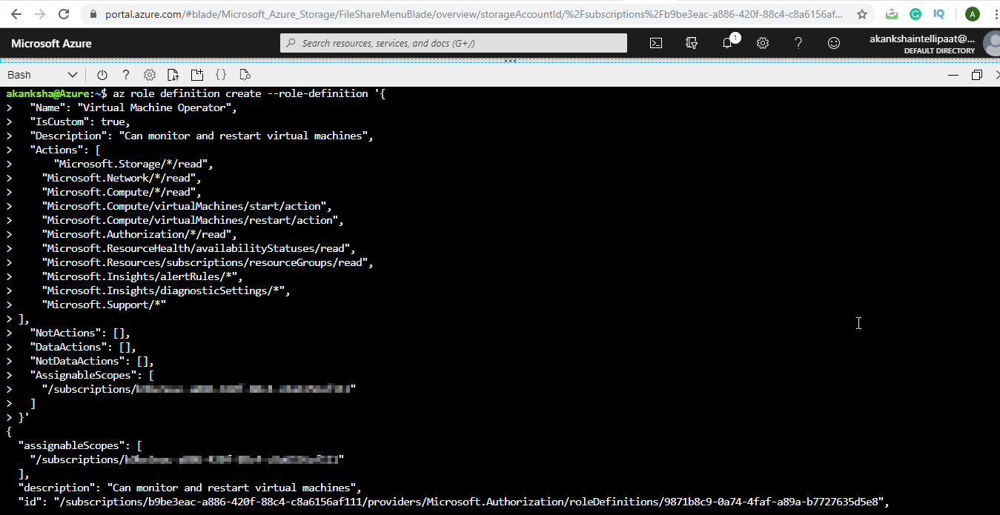 portal.azure.com/#blade/Microsoft_Azure_Storage/FileShareMenuBlade/overview/storageAccountId/%2Fsubscriptions%2Fb9be3eac-a886-420f-88c4-c8a6156af...
IQ
A
Microsoft Azure
Search resources, services, and docs (G+/)
1
akankshaintellipaat@...
DEFAULT DIRECTORY
Bash
akanksha@Azure:~$ az role definition create --role-definition '{
>   "Name": "Virtual Machine Operator",
>   "IsCustom": true,
>   "Description": "Can monitor and restart virtual machines",
>   "Actions": [
>       "Microsoft.Storage/*/read",
>     "Microsoft.Network/*/read",
>     "Microsoft.Compute/*/read",
>     "Microsoft.Compute/virtualMachines/start/action",
>     "Microsoft.Compute/virtualMachines/restart/action",
>     "Microsoft.Authorization/*/read",
>     "Microsoft.ResourceHealth/availabilityStatuses/read",
>     "Microsoft.Resources/subscriptions/resourceGroups/read",
>     "Microsoft.Insights/alertRules/*",
>     "Microsoft.Insights/diagnosticSettings/*",
>     "Microsoft.Support/*"
> ],
>   "NotActions": [],
>   "DataActions": [],
>   "NotDataActions": [],
>   "AssignableScopes": [
>     "/subscriptions/"
>   ]
> }'
{
  "assignableScopes": [
    "/subscriptions/"
  ],
  "description": "Can monitor and restart virtual machines",
  "id": "/subscriptions/b9be3eac-a886-420f-88c4-c8a6156af111/providers/Microsoft.Authorization/roleDefinitions/9871b8c9-0a74-4faf-a89a-b7727635d5e8",